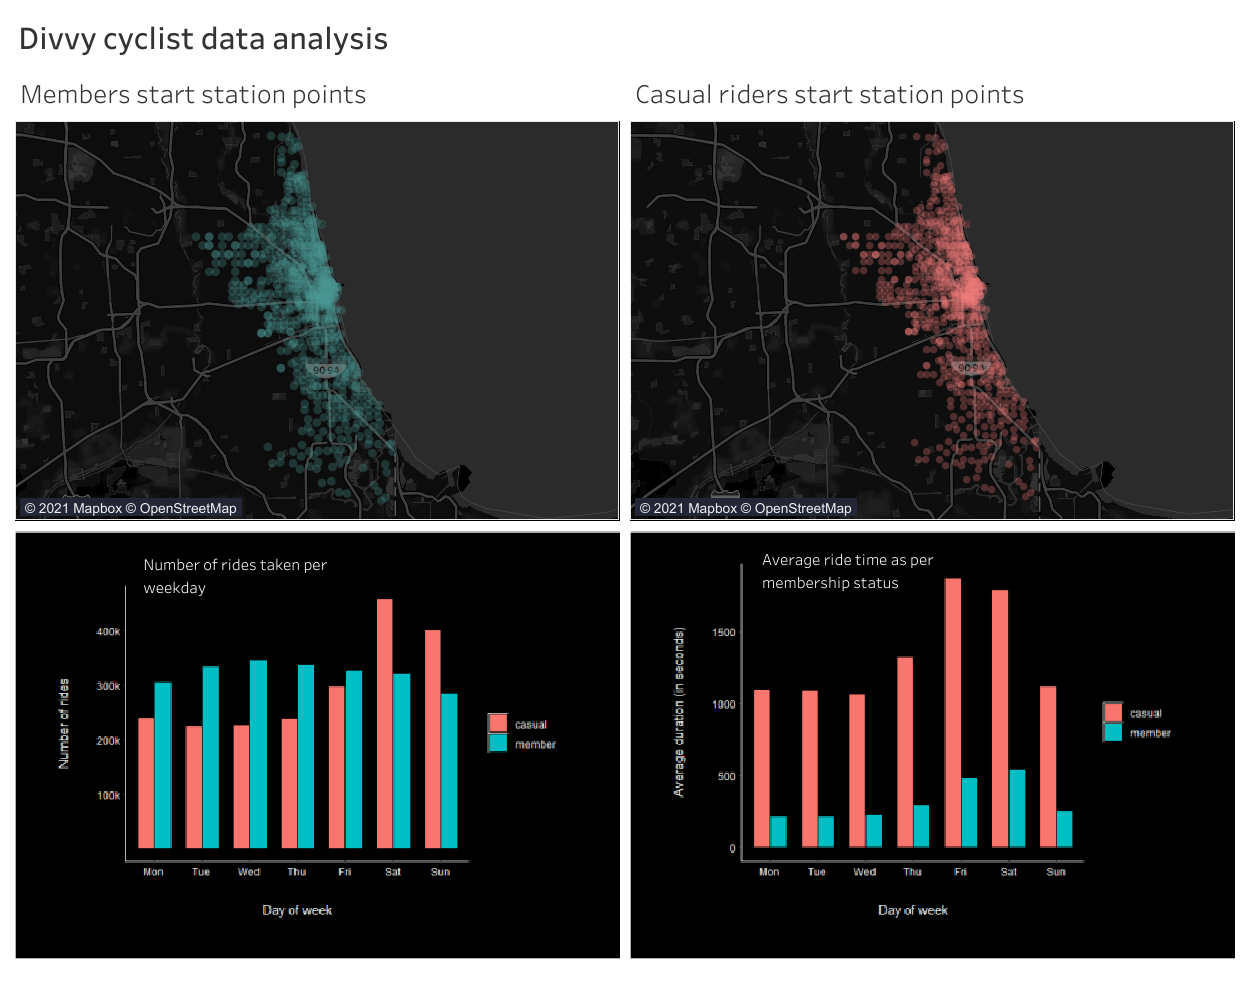 Divvy cyclist data analysis
Members start station points
Casual riders start station points
90-94
© 2021 Mapbox © OpenStreetMap
90-94
© 2021 Mapbox © OpenStreetMap
Number of rides taken per
weekday
400k
300k
200k
100k
Number of rides
Mon Tue Wed Thu Fri Sat Sun
Day of week
casual
member
Average ride time as per
membership status
1500
1000
500
0
Average duration (in seconds)
Mon Tue Wed Thu Fri Sat Sun
Day of week
casual
member